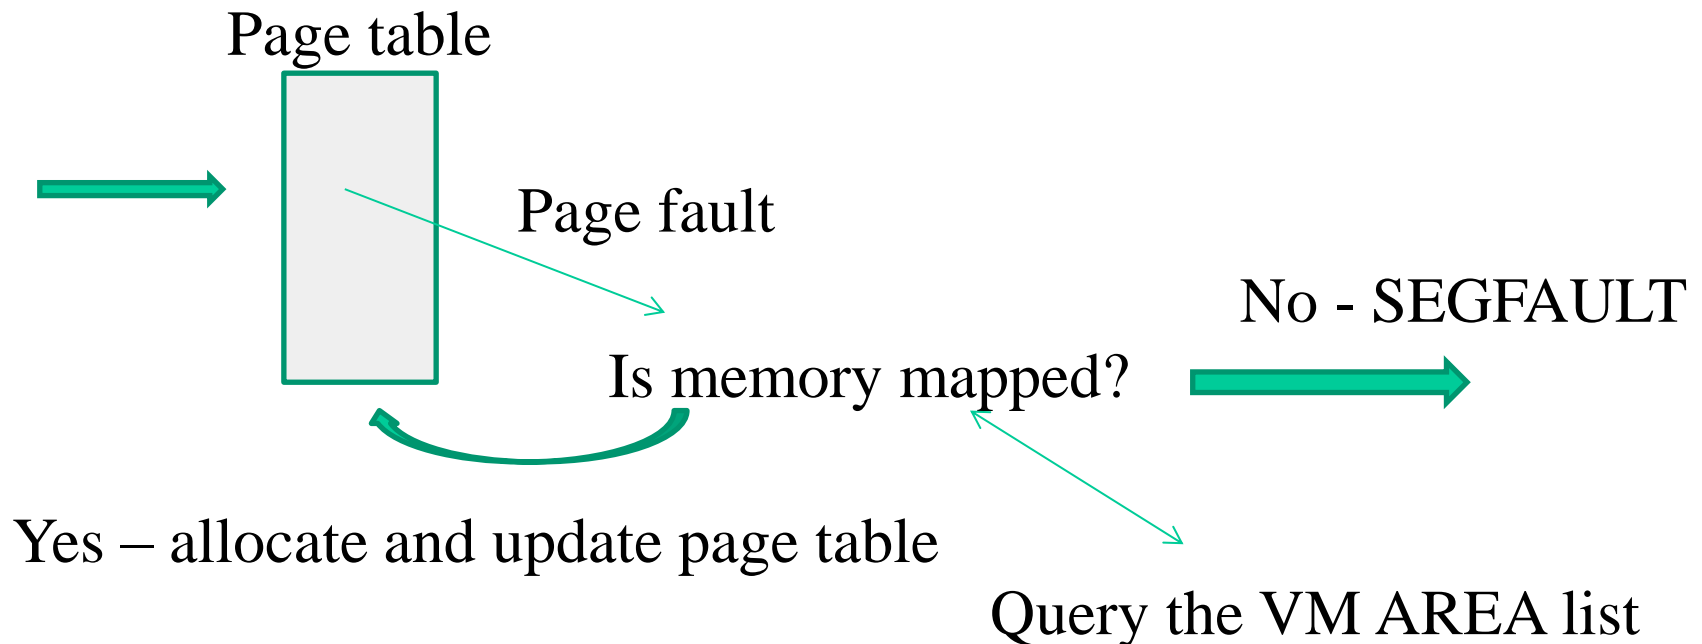 Page table
Page fault
No - SEGFAULT
Is memory mapped?
Yes – allocate and update page table
Query the VM AREA list